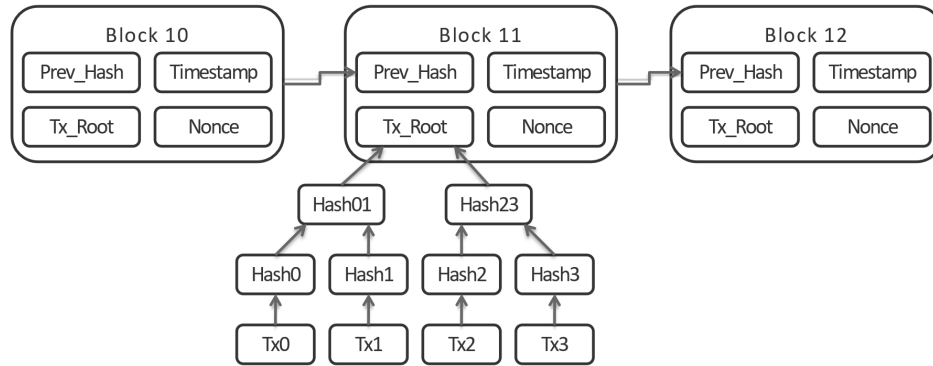 Block 10
Prev_Hash Timestamp
Tx_Root Nonce
Block 11
Prev_Hash Timestamp
Tx_Root Nonce
Block 12
Prev_Hash Timestamp
Tx_Root Nonce
Hash01 Hash23
Hash0 Hash1 Hash2 Hash3
Tx0 Tx1 Tx2 Tx3